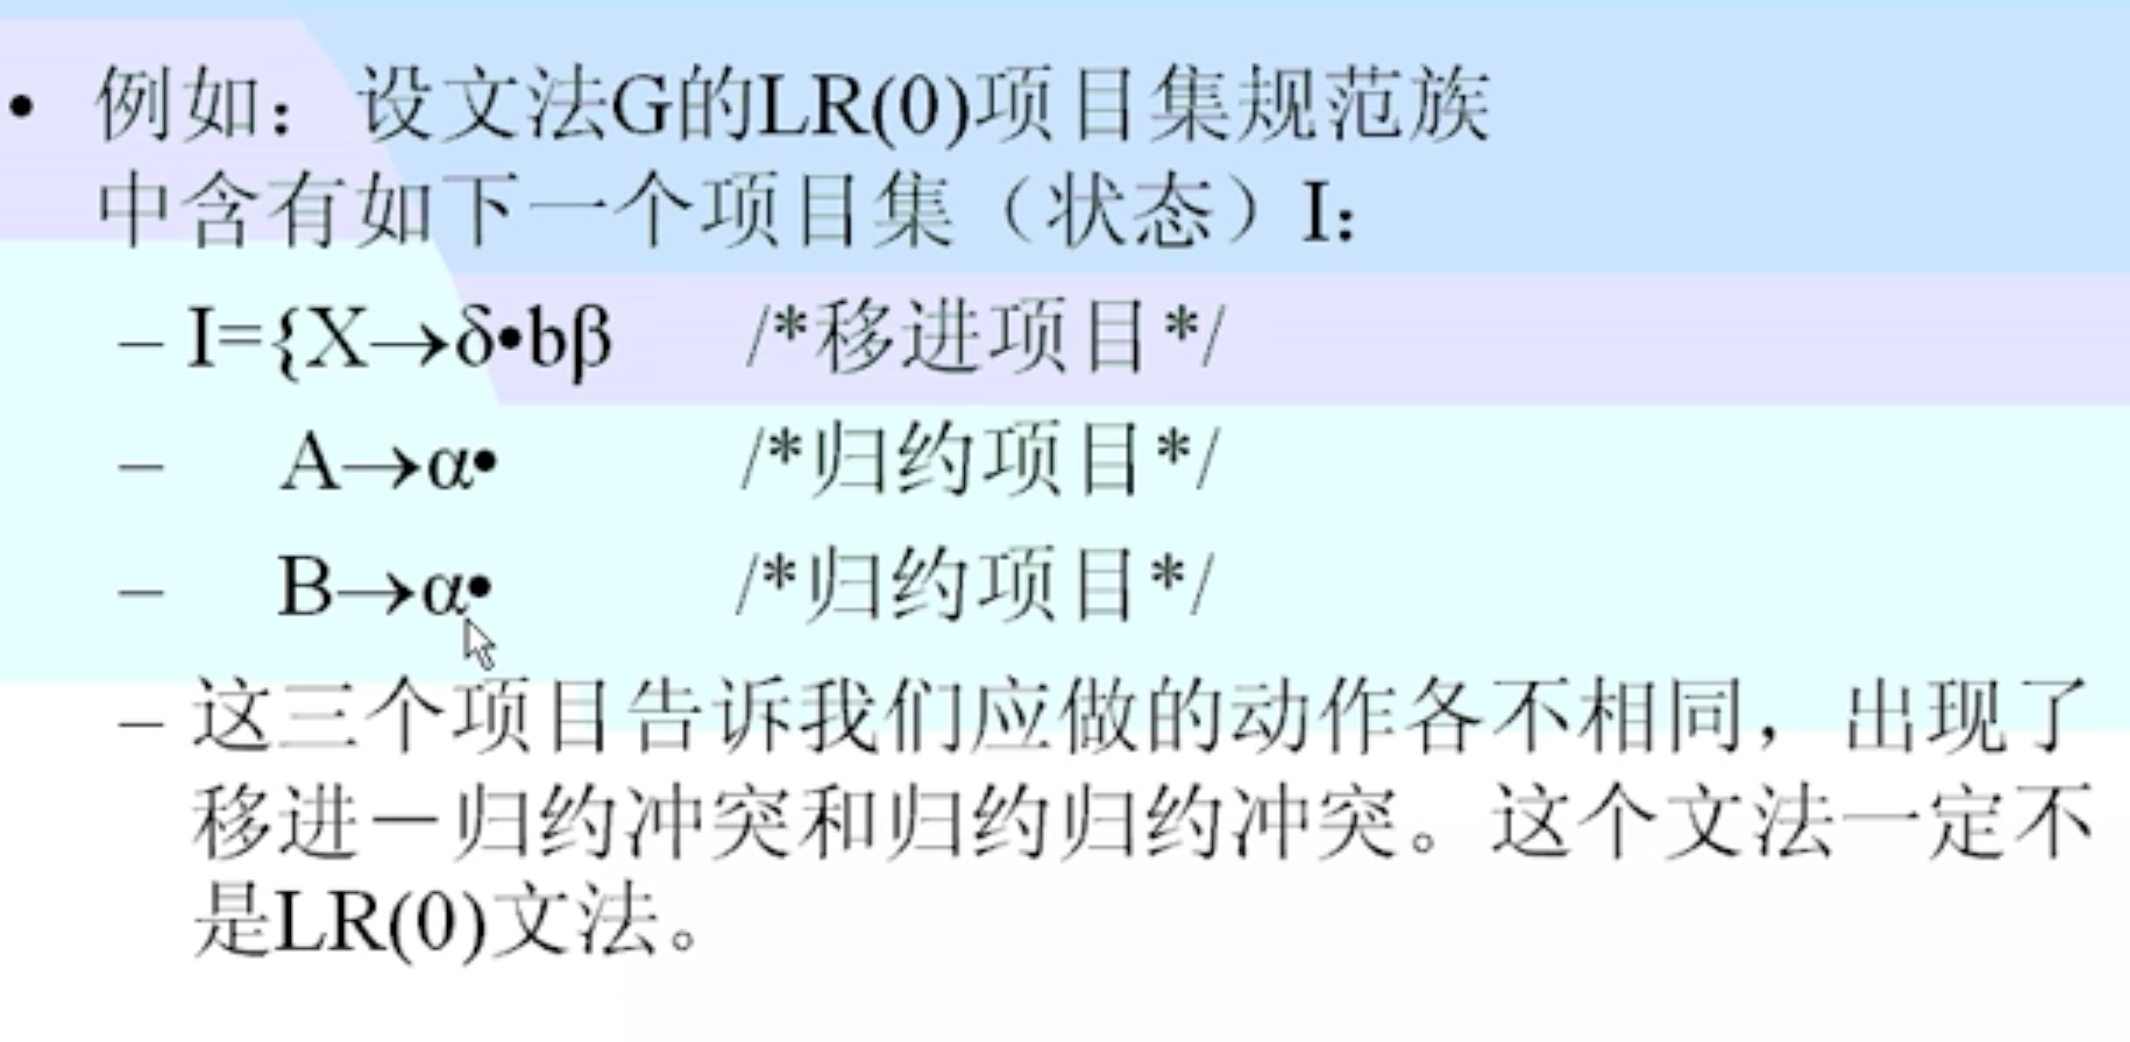 • 例如：设文法G的LR(0)项目集规范族
中含有如下一个项目集（状态）I：
– I={X→δ•bβ /*移进项目*/
– A→α• /*归约项目*/
– B→α• /*归约项目*/
– 这三个项目告诉我们应做的动作各不相同，出现了
移进－归约冲突和归约归约冲突。这个文法一定不
是LR(0)文法。